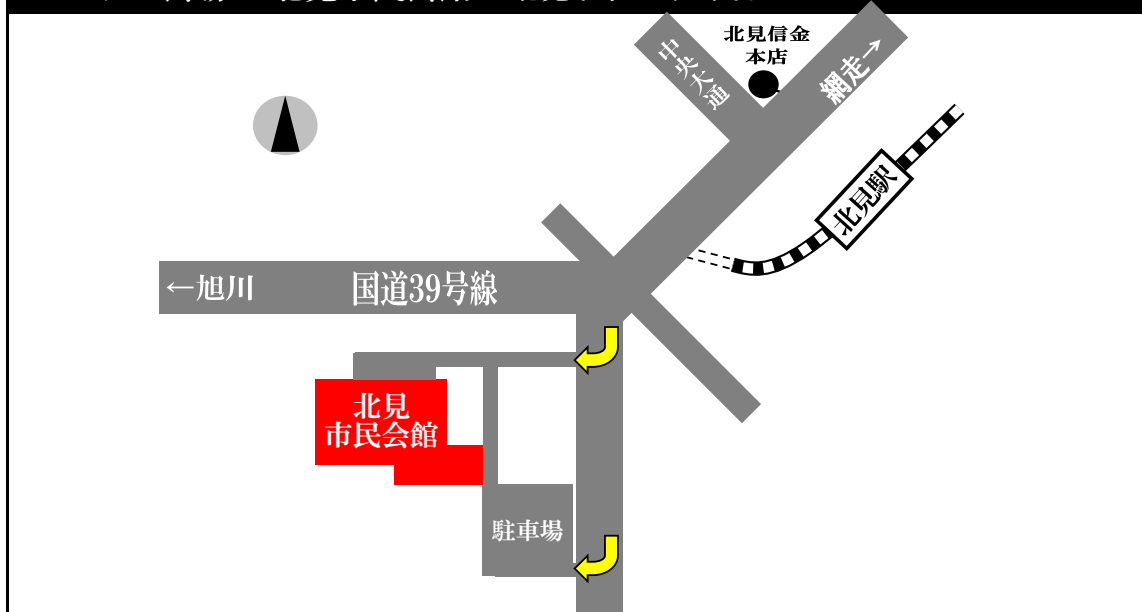 北見信金
本店
中央大通
網走→
北見駅
←旭川
国道39号線
北見
市民会館
駐車場